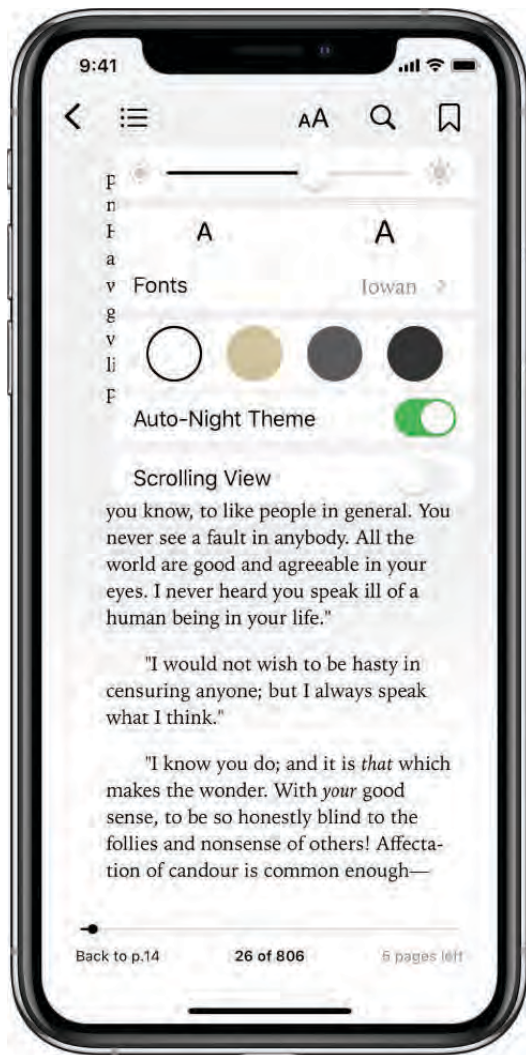 9:41
AA
A A
Fonts Iowan
Auto-Night Theme
Scrolling View
you know, to like people in general. You
never see a fault in anybody. All the
world are good and agreeable in your
eyes. I never heard you speak ill of a
human being in your life."
"I would not wish to be hasty in
censuring anyone; but I always speak
what I think."
"I know you do; and it is that which
makes the wonder. With your good
sense, to be so honestly blind to the
follies and nonsense of others! Affecta-
tion of candour is common enough—
Back to p.14 26 of 806 6 pages left